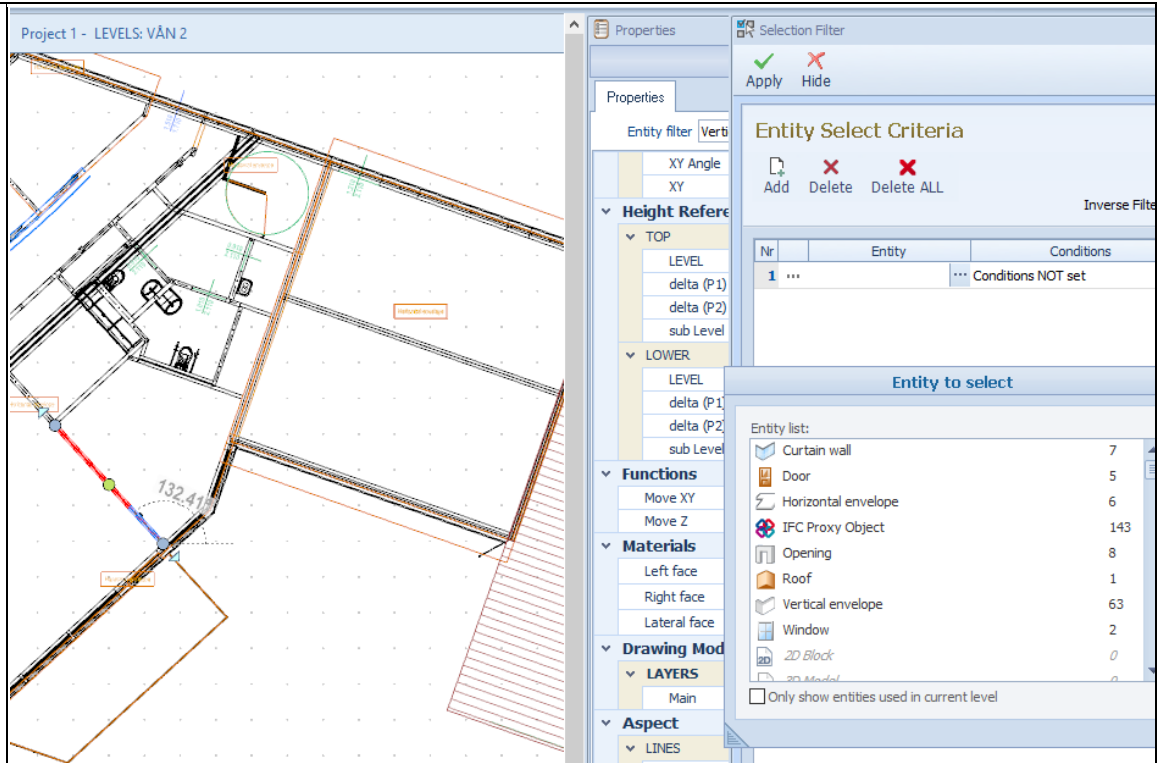 Project 1 - LEVELS: VÅN 2
132.41°
Properties
Properties
Entity filter Verti
XY Angle
XY
Height Refere
TOP
LEVEL
delta (P1)
delta (P2)
sub Level
LOWER
LEVEL
delta (P1)
delta (P2)
sub Level
Functions
Move XY
Move Z
Materials
Left face
Right face
Lateral face
Drawing Mod
LAYERS
Main
Aspect
LINES
Selection Filter
Apply Hide
Entity Select Criteria
Add Delete Delete ALL
Inverse Filte
Nr Entity Conditions
1 ... ... Conditions NOT set
Entity to select
Entity list:
Curtain wall 7
Door 5
Horizontal envelope 6
IFC Proxy Object 143
Opening 8
Roof 1
Vertical envelope 63
Window 2
2D 2D Block 0
3D Model 0
Only show entities used in current level